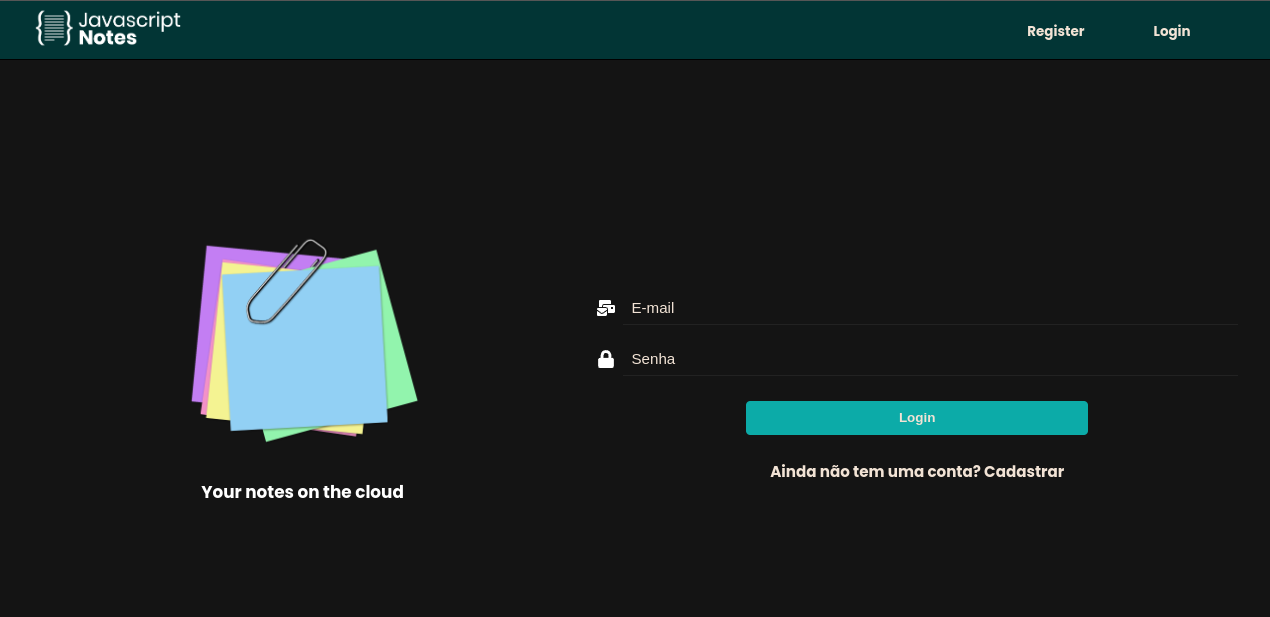 Javascript
Notes
Register
Login
E-mail
Senha
Login
Ainda não tem uma conta? Cadastrar
Your notes on the cloud